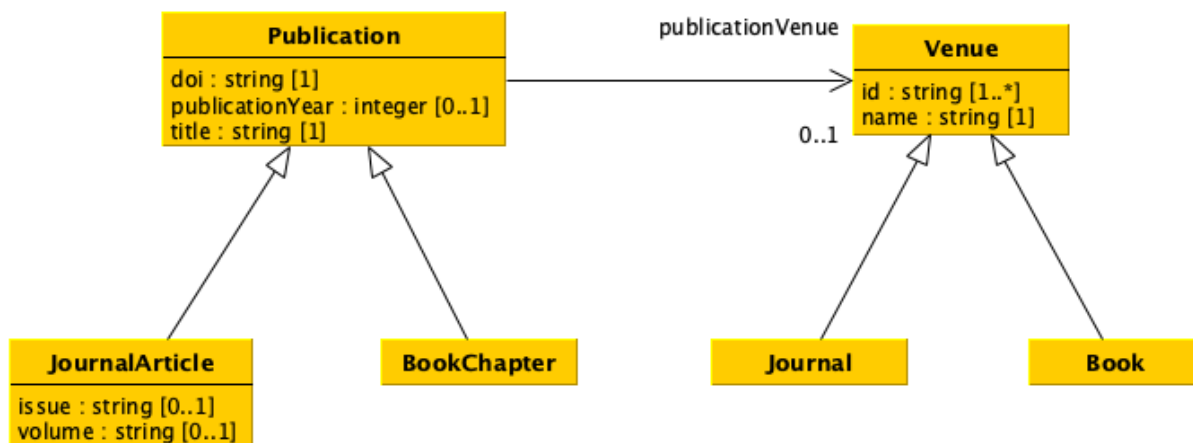 Publication
doi : string [1]
publicationYear : integer [0..1]
title : string [1]
publicationVenue
0..1
Venue
id : string [1..*]
name : string [1]
JournalArticle
issue : string [0..1]
volume : string [0..1]
BookChapter
Journal
Book